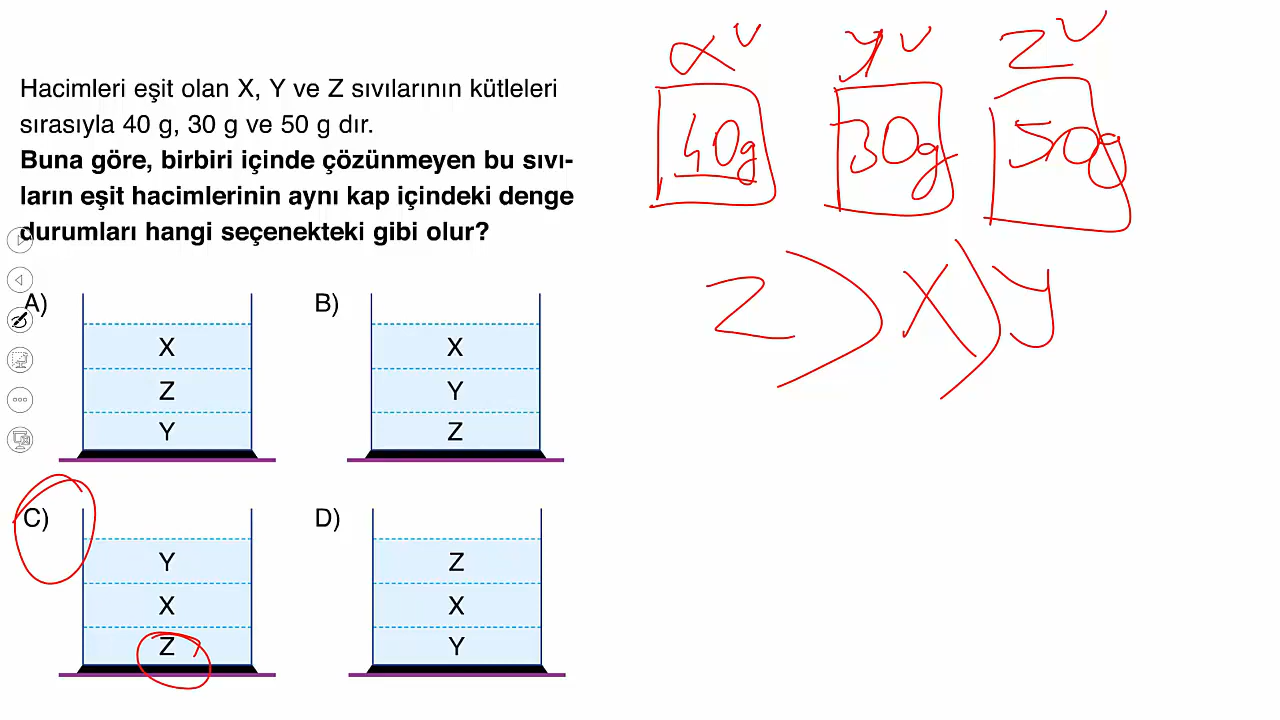 Hacimleri eşit olan X, Y ve Z sıvılarının kütleleri
sırasıyla 40 g, 30 g ve 50 g dır.
Buna göre, birbiri içinde çözünmeyen bu sıvı-
ların eşit hacimlerinin aynı kap içindeki denge
durumları hangi seçenekteki gibi olur?
A)
X
Z
Y
B)
X
Y
Z
C)
Y
X
Z
D)
Z
X
Y
X V Y V Z V
40g 30g 50g
Z > X > Y